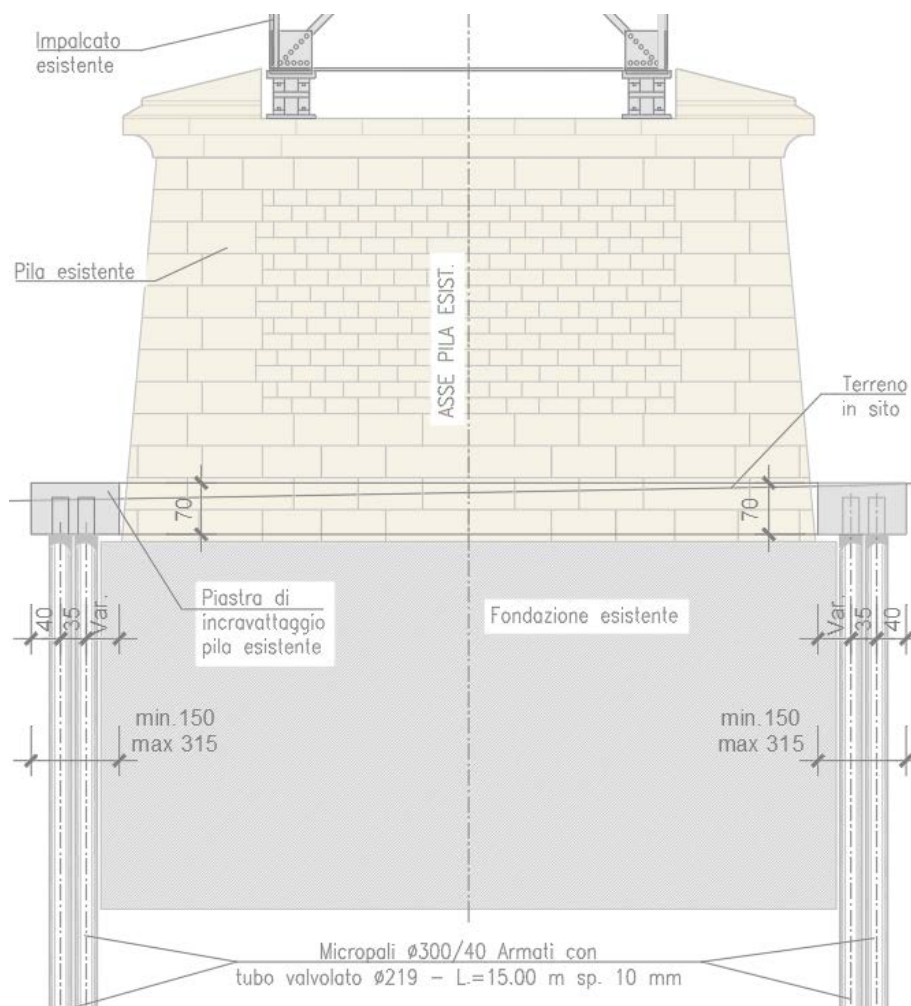 Impalcato
esistente
Pila esistente
ASSE PILA ESIST.
Terreno
in sito
70
70
Piastra di
incravattaggio
pila esistente
Fondazione esistente
40
35
Var.
Var.
35
40
min.150
max 315
min.150
max 315
Micropali ø300/40 Armati con
tubo valvolato ø219 - L.=15.00 m sp. 10 mm